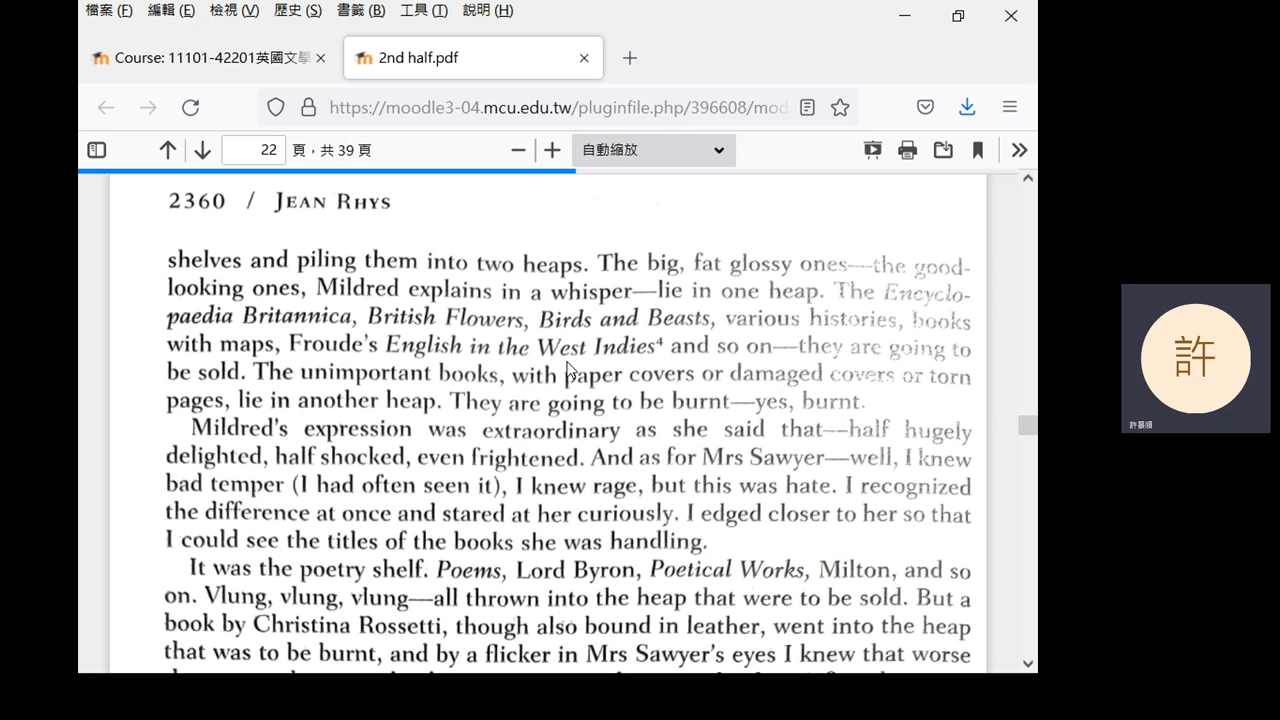 檔案 (F) 編輯 (E) 檢視 (V) 歷史 (S) 書籤 (B) 工具 (T) 說明 (H)
Course: 11101-42201英國文學 2nd half.pdf
https://moodle3-04.mcu.edu.tw/pluginfile.php/396608/mod
22 頁，共 39 頁 自動縮放
2360 / JEAN RHYS
shelves and piling them into two heaps. The big, fat glossy ones—the good-
looking ones, Mildred explains in a whisper—lie in one heap. The Encyclo-
paedia Britannica, British Flowers, Birds and Beasts, various histories, books
with maps, Froude's English in the West Indies⁴ and so on—they are going to
be sold. The unimportant books, with paper covers or damaged covers or torn
pages, lie in another heap. They are going to be burnt—yes, burnt.
Mildred's expression was extraordinary as she said that—half hugely
delighted, half shocked, even frightened. And as for Mrs Sawyer—well, I knew
bad temper (I had often seen it), I knew rage, but this was hate. I recognized
the difference at once and stared at her curiously. I edged closer to her so that
I could see the titles of the books she was handling.
It was the poetry shelf. Poems, Lord Byron, Poetical Works, Milton, and so
on. Vlung, vlung, vlung—all thrown into the heap that were to be sold. But a
book by Christina Rossetti, though also bound in leather, went into the heap
that was to be burnt, and by a flicker in Mrs Sawyer's eyes I knew that worse
許
許景順